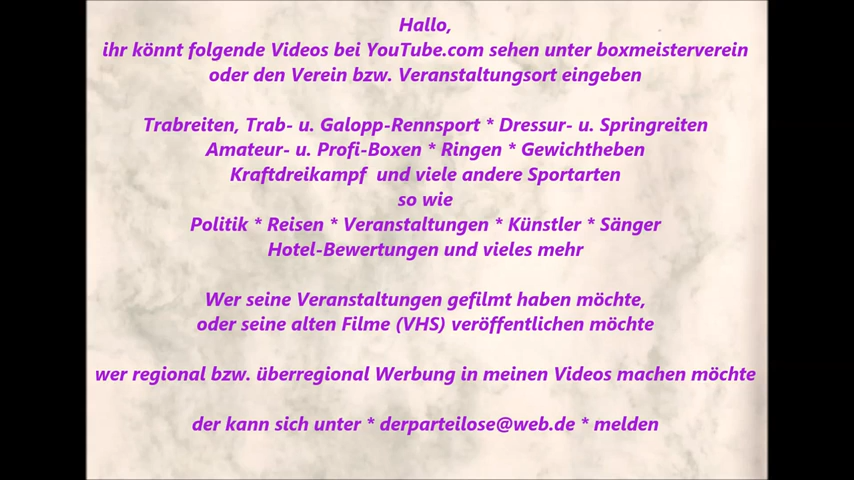 Hallo,
ihr könnt folgende Videos bei YouTube.com sehen unter boxmeisterverein
oder den Verein bzw. Veranstaltungsort eingeben
Trabreiten, Trab- u. Galopp-Rennsport * Dressur- u. Springreiten
Amateur- u. Profi-Boxen * Ringen * Gewichtheben
Kraftdreikampf und viele andere Sportarten
so wie
Politik * Reisen * Veranstaltungen * Künstler * Sänger
Hotel-Bewertungen und vieles mehr
Wer seine Veranstaltungen gefilmt haben möchte,
oder seine alten Filme (VHS) veröffentlichen möchte
wer regional bzw. überregional Werbung in meinen Videos machen möchte
der kann sich unter * derparteilose@web.de * melden